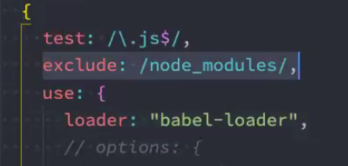 {
test: /\.js$/,
exclude: /node_modules/,
use: {
loader: "babel-loader",
// options: {